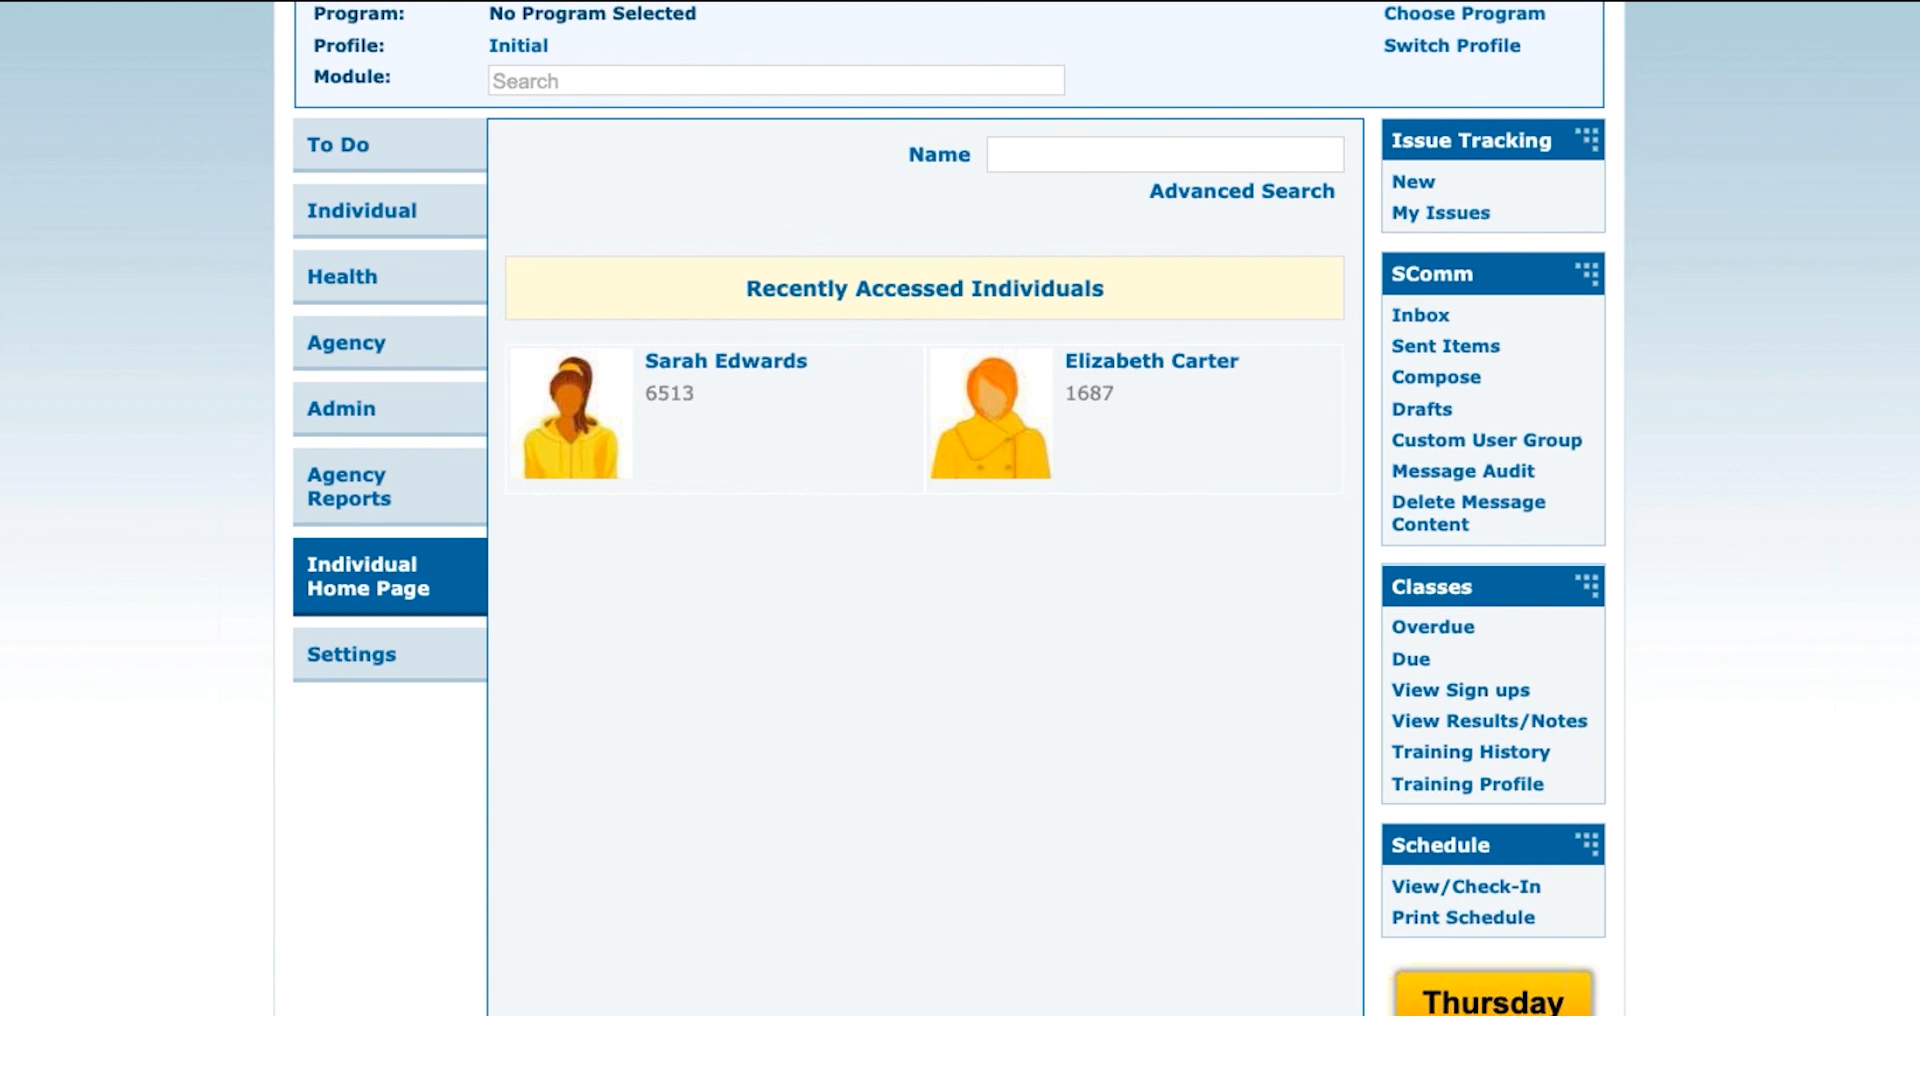 Program: No Program Selected Choose Program
Profile: Initial Switch Profile
Module: Search
To Do
Individual
Health
Agency
Admin
Agency
Reports
Individual
Home Page
Settings
Name
Advanced Search
Recently Accessed Individuals
Sarah Edwards
6513
Elizabeth Carter
1687
Issue Tracking
New
My Issues
SComm
Inbox
Sent Items
Compose
Drafts
Custom User Group
Message Audit
Delete Message
Content
Classes
Overdue
Due
View Sign ups
View Results/Notes
Training History
Training Profile
Schedule
View/Check-In
Print Schedule
Thursday